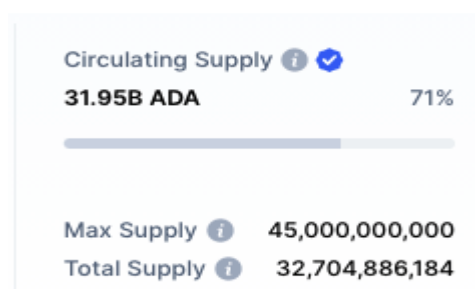 Circulating Supply
31.95B ADA 71%
Max Supply 45,000,000,000
Total Supply 32,704,886,184